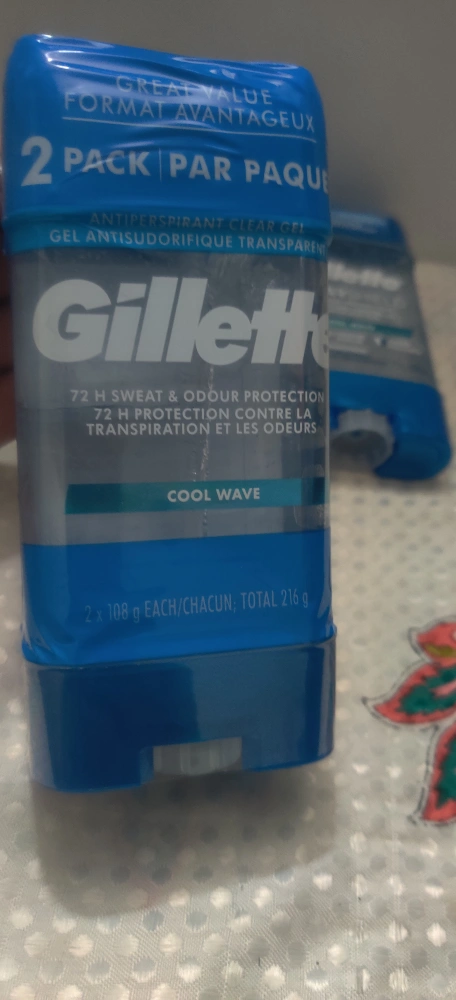 GREAT VALUE
FORMAT AVANTAGEUX
2 PACK | PAR PAQUE
ANTIPERSPIRANT CLEAR GEL
GEL ANTISUDORIFIQUE TRANSPARENT
Gillette
72 H SWEAT & ODOUR PROTECTION
72 H PROTECTION CONTRE LA
TRANSPIRATION ET LES ODEURS
COOL WAVE
2 x 108 g EACH/CHACUN; TOTAL 216 g